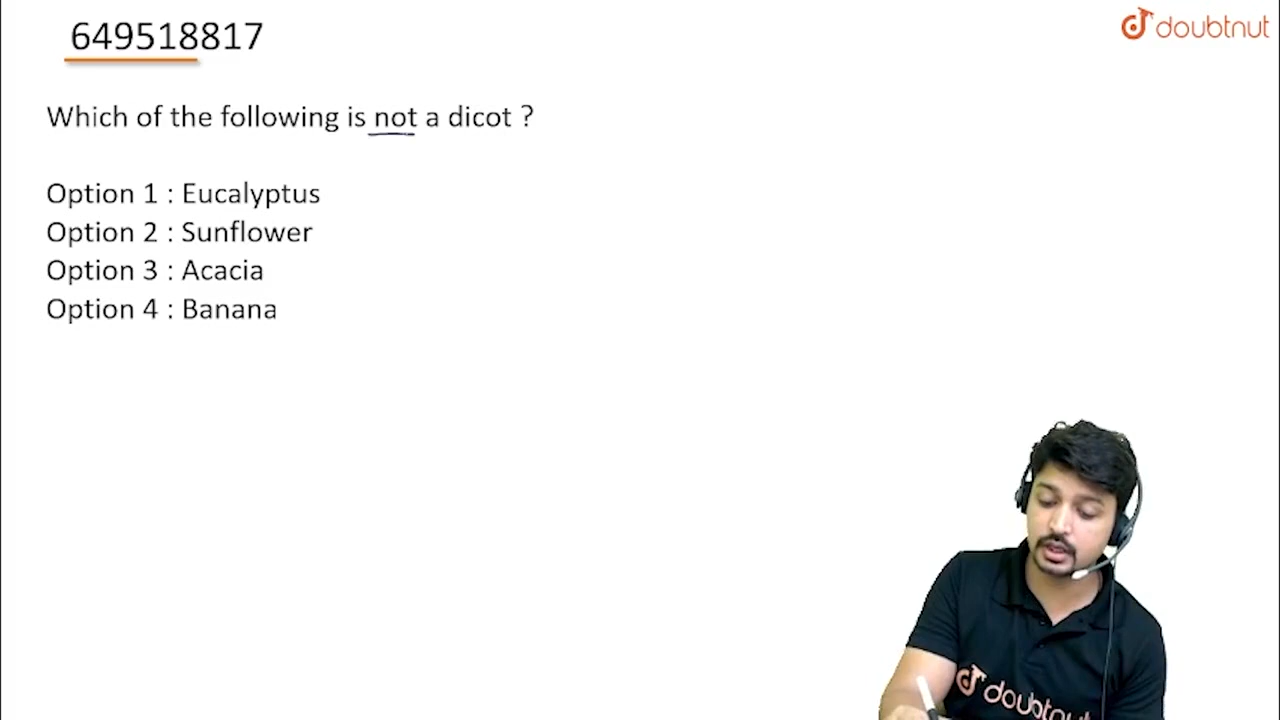 649518817
doubtnut
Which of the following is not a dicot ?
Option 1 : Eucalyptus
Option 2 : Sunflower
Option 3 : Acacia
Option 4 : Banana
doubtnut